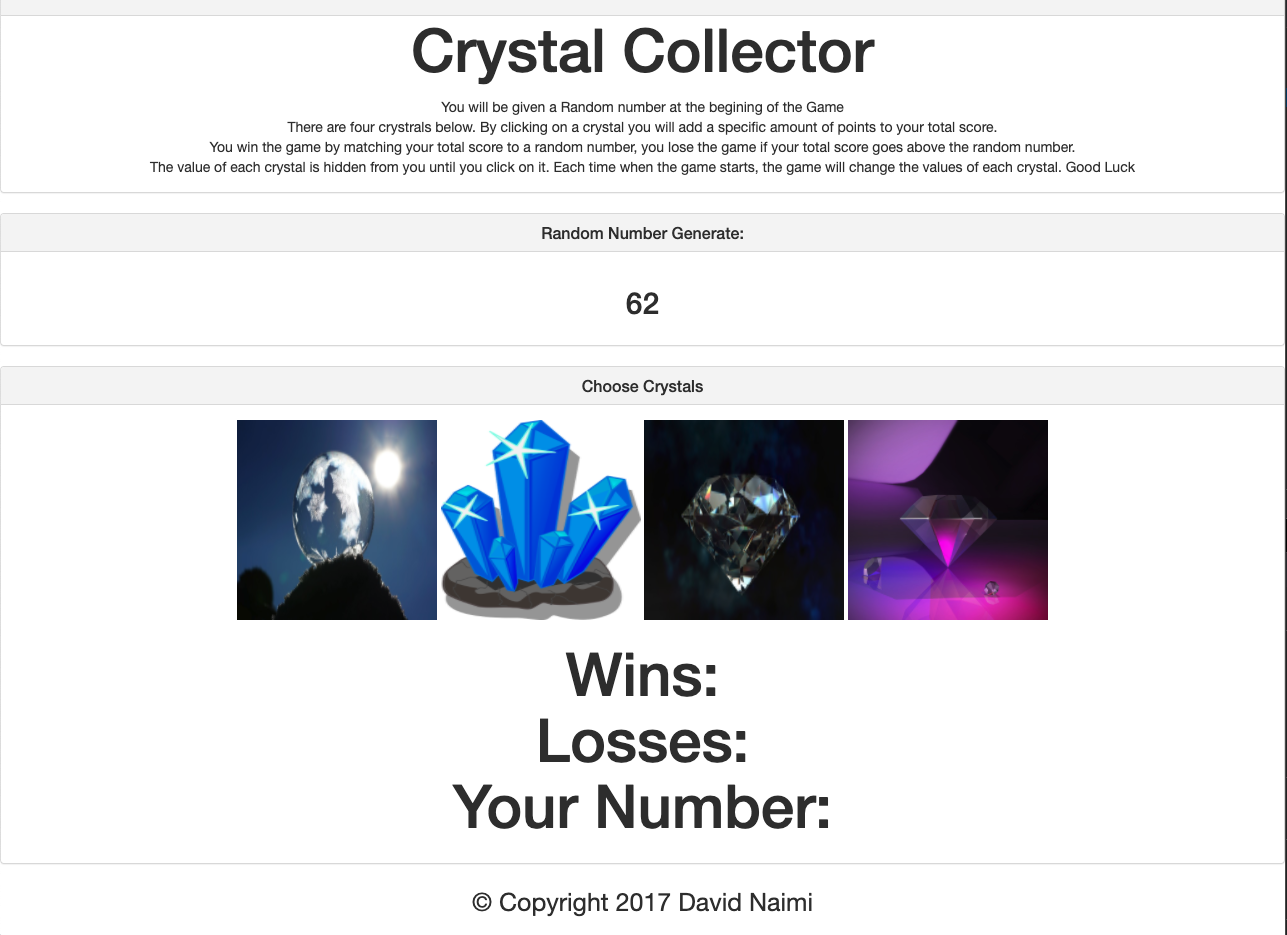 Crystal Collector
You will be given a Random number at the begining of the Game
There are four crystrals below. By clicking on a crystal you will add a specific amount of points to your total score.
You win the game by matching your total score to a random number, you lose the game if your total score goes above the random number.
The value of each crystal is hidden from you until you click on it. Each time when the game starts, the game will change the values of each crystal. Good Luck
Random Number Generate:
62
Choose Crystals
Wins:
Losses:
Your Number:
© Copyright 2017 David Naimi